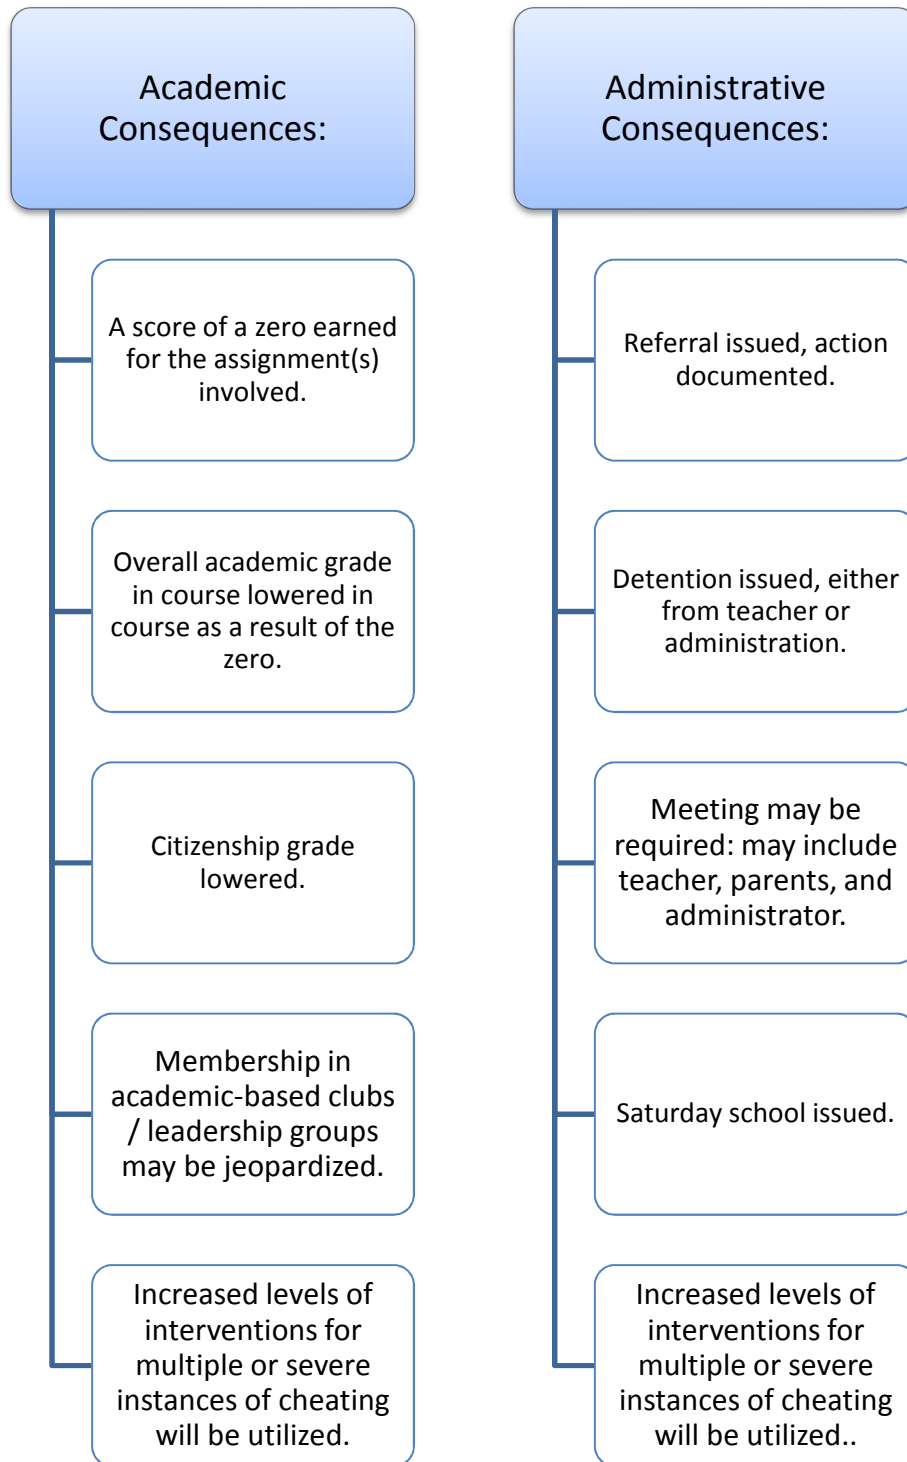 Academic
Consequences:
A score of a zero earned
for the assignment(s)
involved.
Overall academic grade
in course lowered in
course as a result of the
zero.
Citizenship grade
lowered.
Membership in
academic-based clubs
/ leadership groups
may be jeopardized.
Increased levels of
interventions for
multiple or severe
instances of cheating
will be utilized.
Administrative
Consequences:
Referral issued, action
documented.
Detention issued, either
from teacher or
administration.
Meeting may be
required: may include
teacher, parents, and
administrator.
Saturday school issued.
Increased levels of
interventions for
multiple or severe
instances of cheating
will be utilized..